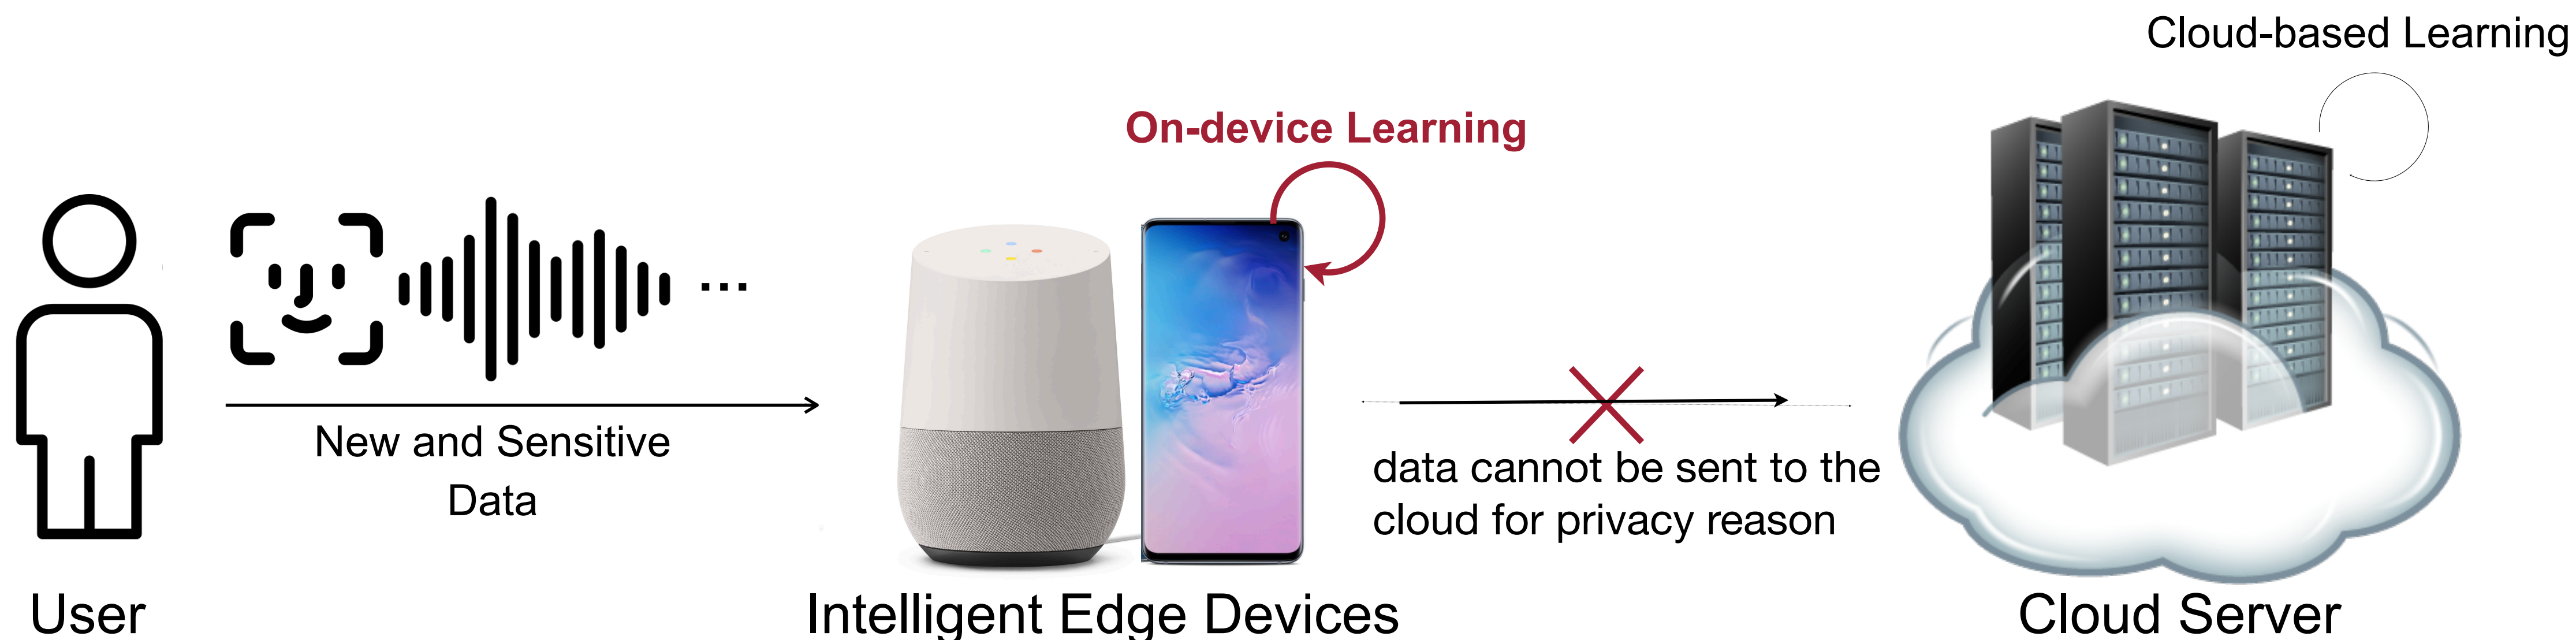 Cloud-based Learning
On-device Learning
...
New and Sensitive
Data
data cannot be sent to the
cloud for privacy reason
User
Intelligent Edge Devices
Cloud Server